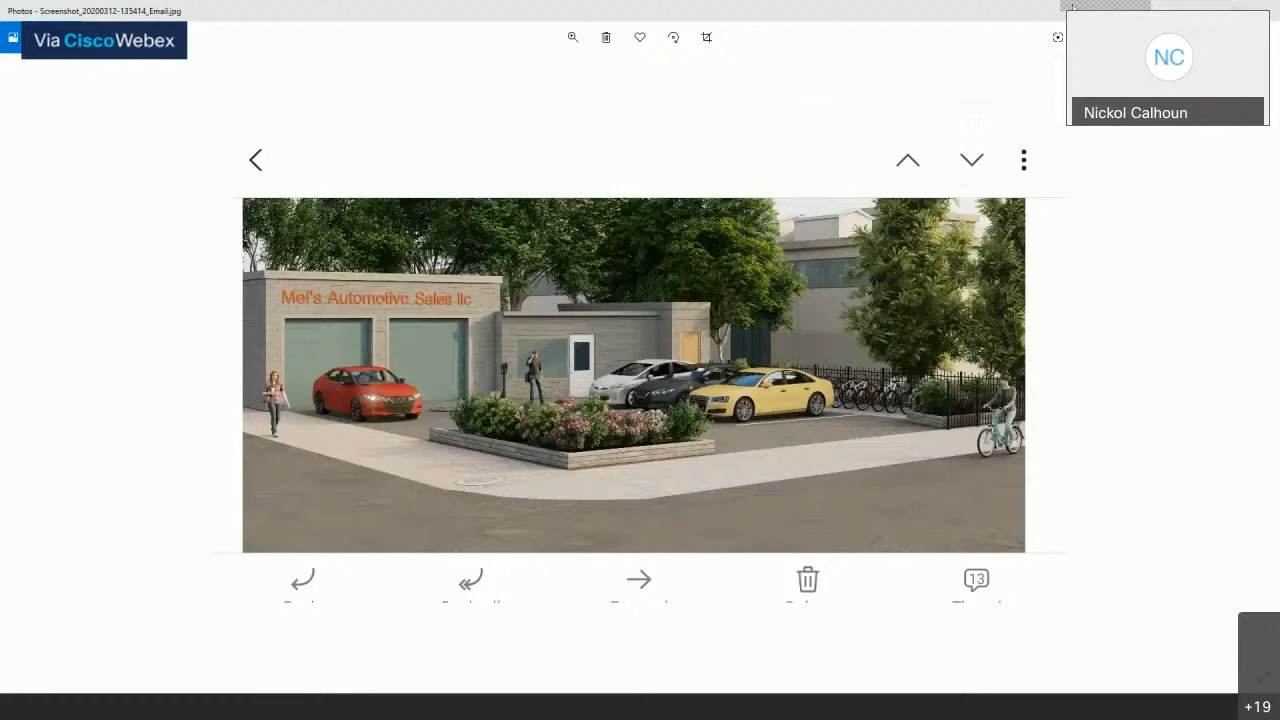 Photos - Screenshot_20200312-135414_Email.jpg
Via Cisco Webex
NC
Nickol Calhoun
Mel's Automotive Sales llc
13
+19